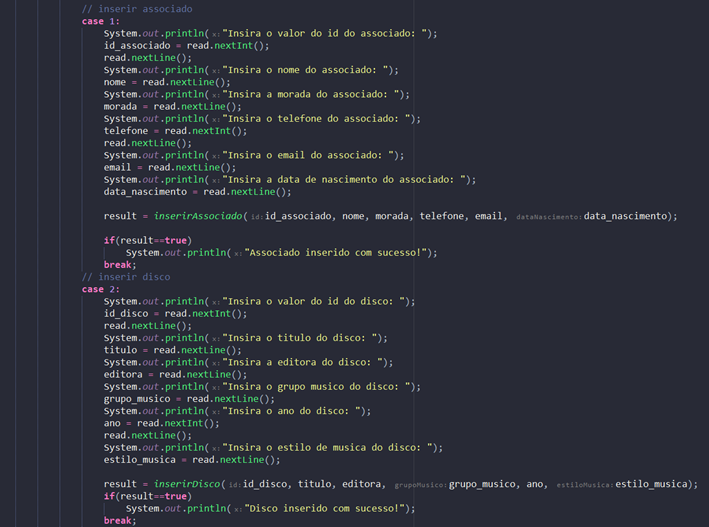 // inserir associado
case 1:
System.out.println( x: "Insira o valor do id do associado: ");
id_associado = read.nextInt();
read.nextLine();
System.out.println( x: "Insira o nome do associado: ");
nome = read.nextLine();
System.out.println( x: "Insira a morada do associado: ");
morada = read.nextLine();
System.out.println( x: "Insira o telefone do associado: ");
telefone = read.nextInt();
read.nextLine();
System.out.println( x: "Insira o email do associado: ");
email = read.nextLine();
System.out.println( x: "Insira a data de nascimento do associado: ");
data_nascimento = read.nextLine();
result = inserirAssociado( id: id_associado, nome, morada, telefone, email, dataNascimento: data_nascimento);
if(result==true)
System.out.println( x: "Associado inserido com sucesso!");
break;
// inserir disco
case 2:
System.out.println( x: "Insira o valor do id do disco: ");
id_disco = read.nextInt();
read.nextLine();
System.out.println( x: "Insira o titulo do disco: ");
titulo = read.nextLine();
System.out.println( x: "Insira a editora do disco: ");
editora = read.nextLine();
System.out.println( x: "Insira o grupo musico do disco: ");
grupo_musico = read.nextLine();
System.out.println( x: "Insira o ano do disco: ");
ano = read.nextInt();
read.nextLine();
System.out.println( x: "Insira o estilo de musica do disco: ");
estilo_musica = read.nextLine();
result = inserirDisco( id: id_disco, titulo, editora, grupoMusico: grupo_musico, ano, estiloMusica: estilo_musica);
if(result==true)
System.out.println( x: "Disco inserido com sucesso!");
break;